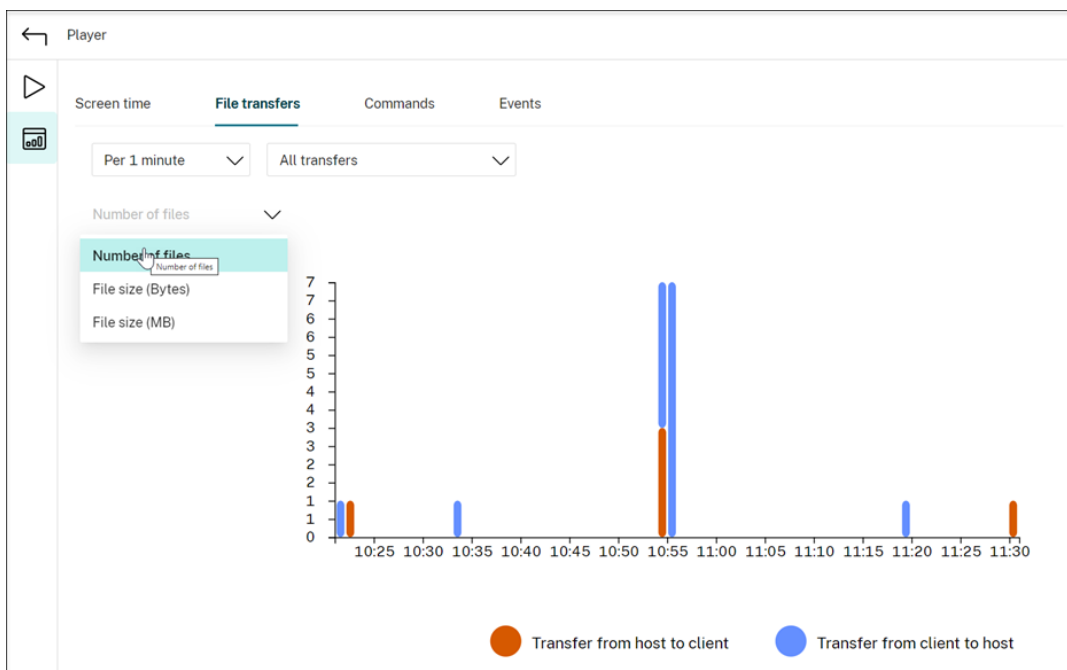 Player
Screen time File transfers Commands Events
Per 1 minute All transfers
Number of files
Number of files
Number of files
File size (Bytes)
File size (MB)
7
7
6
6
5
5
4
4
3
3
2
2
1
1
0
10:25 10:30 10:35 10:40 10:45 10:50 10:55 11:00 11:05 11:10 11:15 11:20 11:25 11:30
Transfer from host to client Transfer from client to host